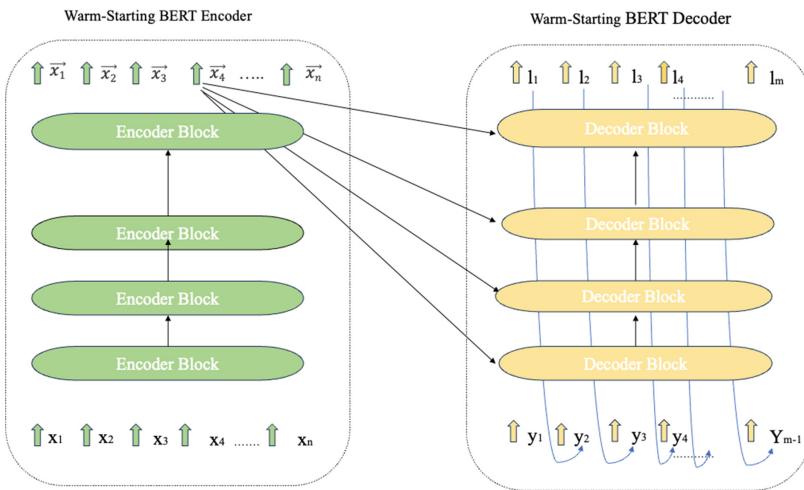 Warm-Starting BERT Encoder
x⃗₁ x⃗₂ x⃗₃ x⃗₄ ..... x⃗ₙ
Encoder Block
Encoder Block
Encoder Block
Encoder Block
x₁ x₂ x₃ x₄ ....... xₙ
Warm-Starting BERT Decoder
l₁ l₂ l₃ l₄ .......... lₘ
Decoder Block
Decoder Block
Decoder Block
Decoder Block
y₁ y₂ y₃ y₄ .......... Yₘ₋₁